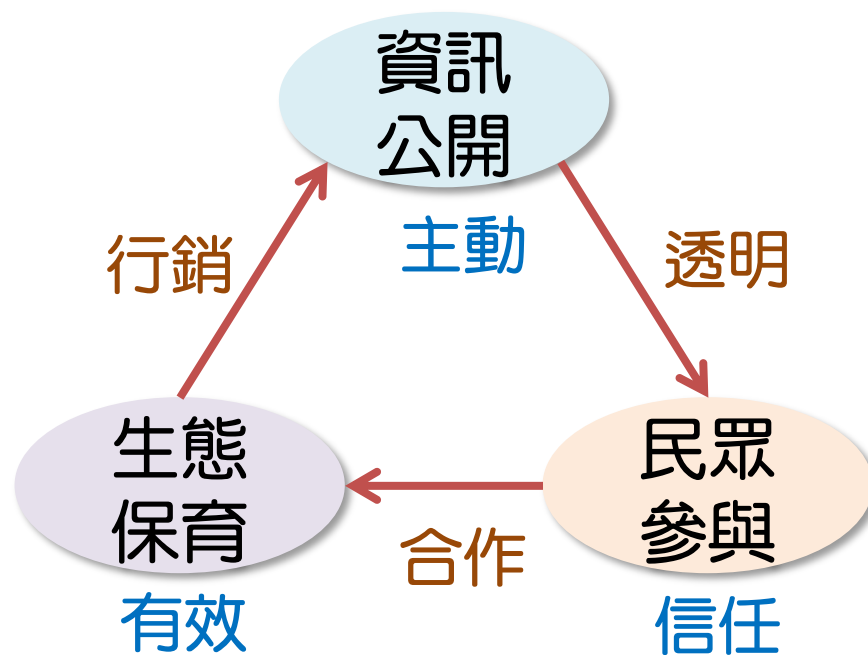 資訊
公開
主動
行銷
透明
生態
保育
有效
合作
民眾
參與
信任